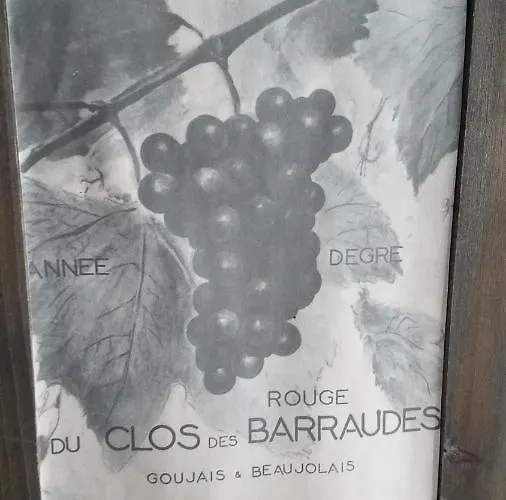 ANNEE DEGRE
ROUGE
DU CLOS DES BARRAUDES
GOUJAIS & BEAUJOLAIS